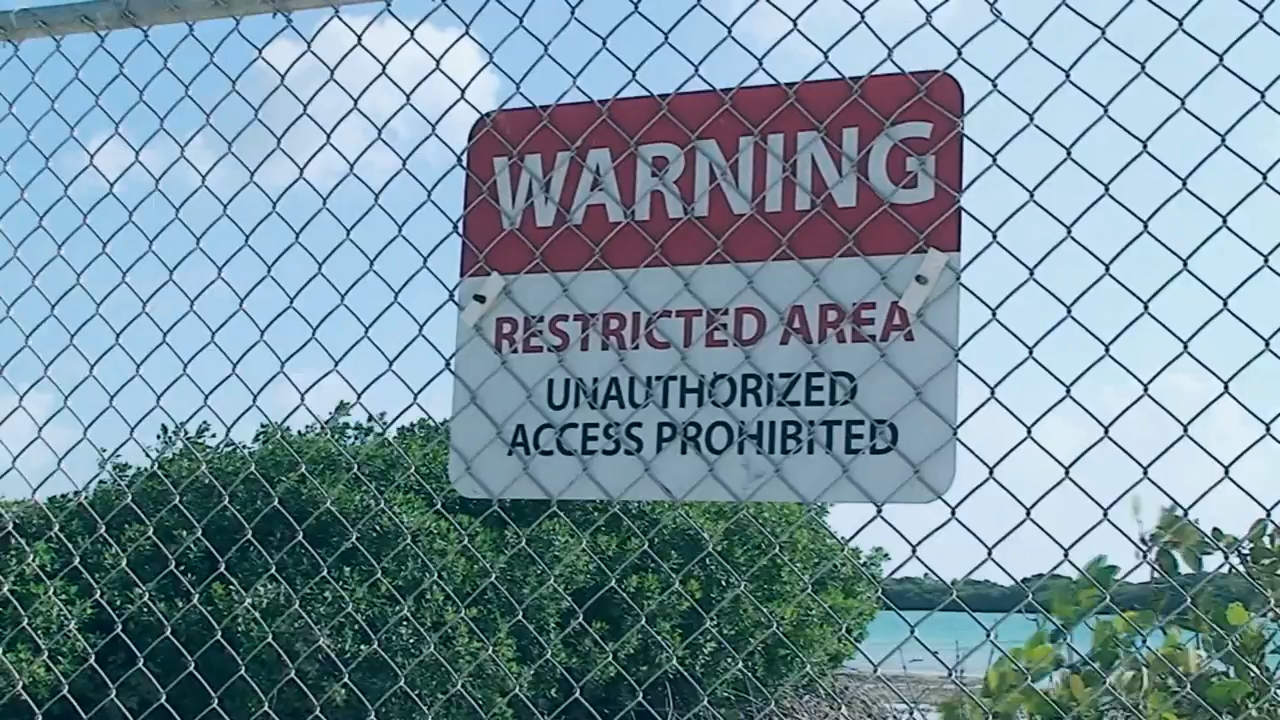 WARNING
RESTRICTED AREA
UNAUTHORIZED
ACCESS PROHIBITED